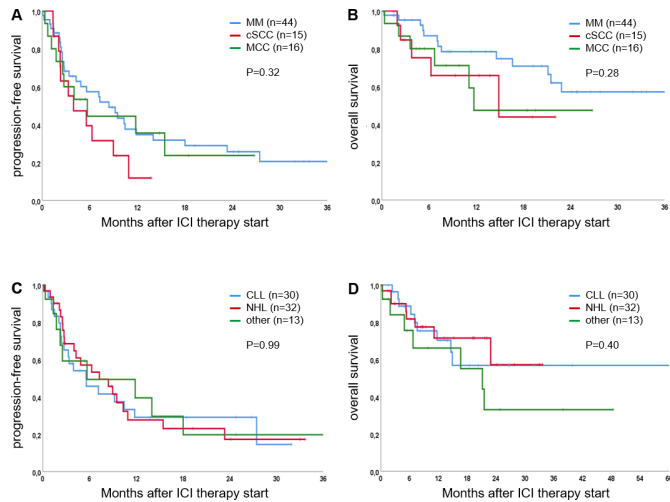 A
progression-free survival
1,0
0,8
0,6
0,4
0,2
0,0
MM (n=44)
cSCC (n=15)
MCC (n=16)
P=0.32
0 6 12 18 24 30 36
Months after ICI therapy start
B
overall survival
1,0
0,8
0,6
0,4
0,2
0,0
MM (n=44)
cSCC (n=15)
MCC (n=16)
P=0.28
0 6 12 18 24 30 36
Months after ICI therapy start
C
progression-free survival
1,0
0,8
0,6
0,4
0,2
0,0
CLL (n=30)
NHL (n=32)
other (n=13)
P=0.99
0 6 12 18 24 30 36
Months after ICI therapy start
D
overall survival
1,0
0,8
0,6
0,4
0,2
0,0
CLL (n=30)
NHL (n=32)
other (n=13)
P=0.40
0 6 12 18 24 30 36 42 48 54
Months after ICI therapy start